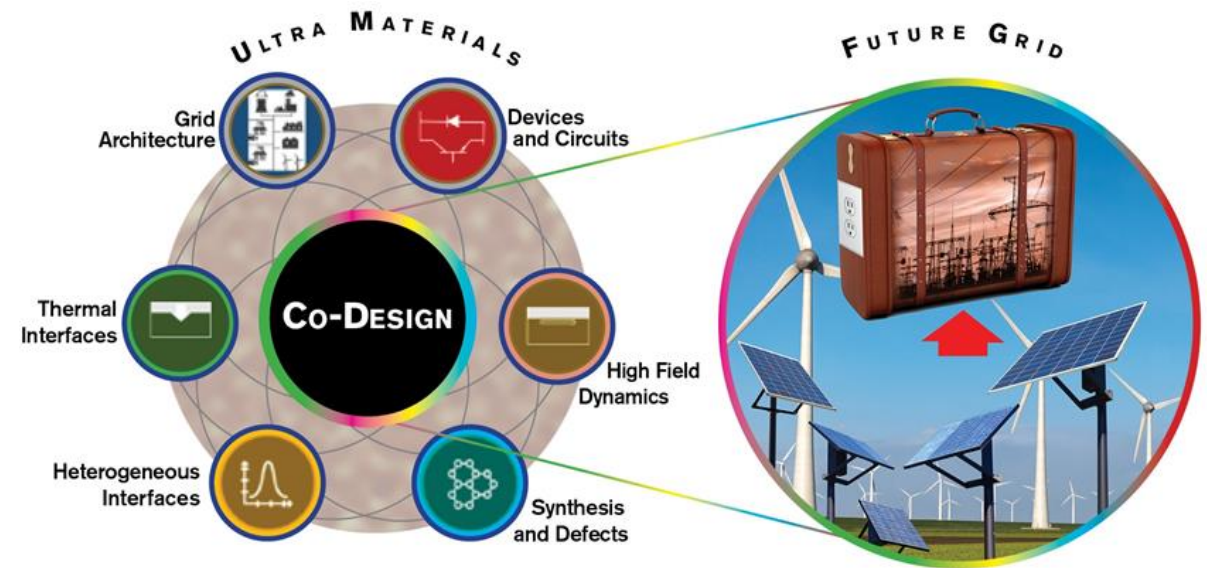 ULTRA MATERIALS
FUTURE GRID
Grid
Architecture
Devices
and Circuits
Thermal
Interfaces
CO-DESIGN
High Field
Dynamics
Heterogeneous
Interfaces
Synthesis
and Defects